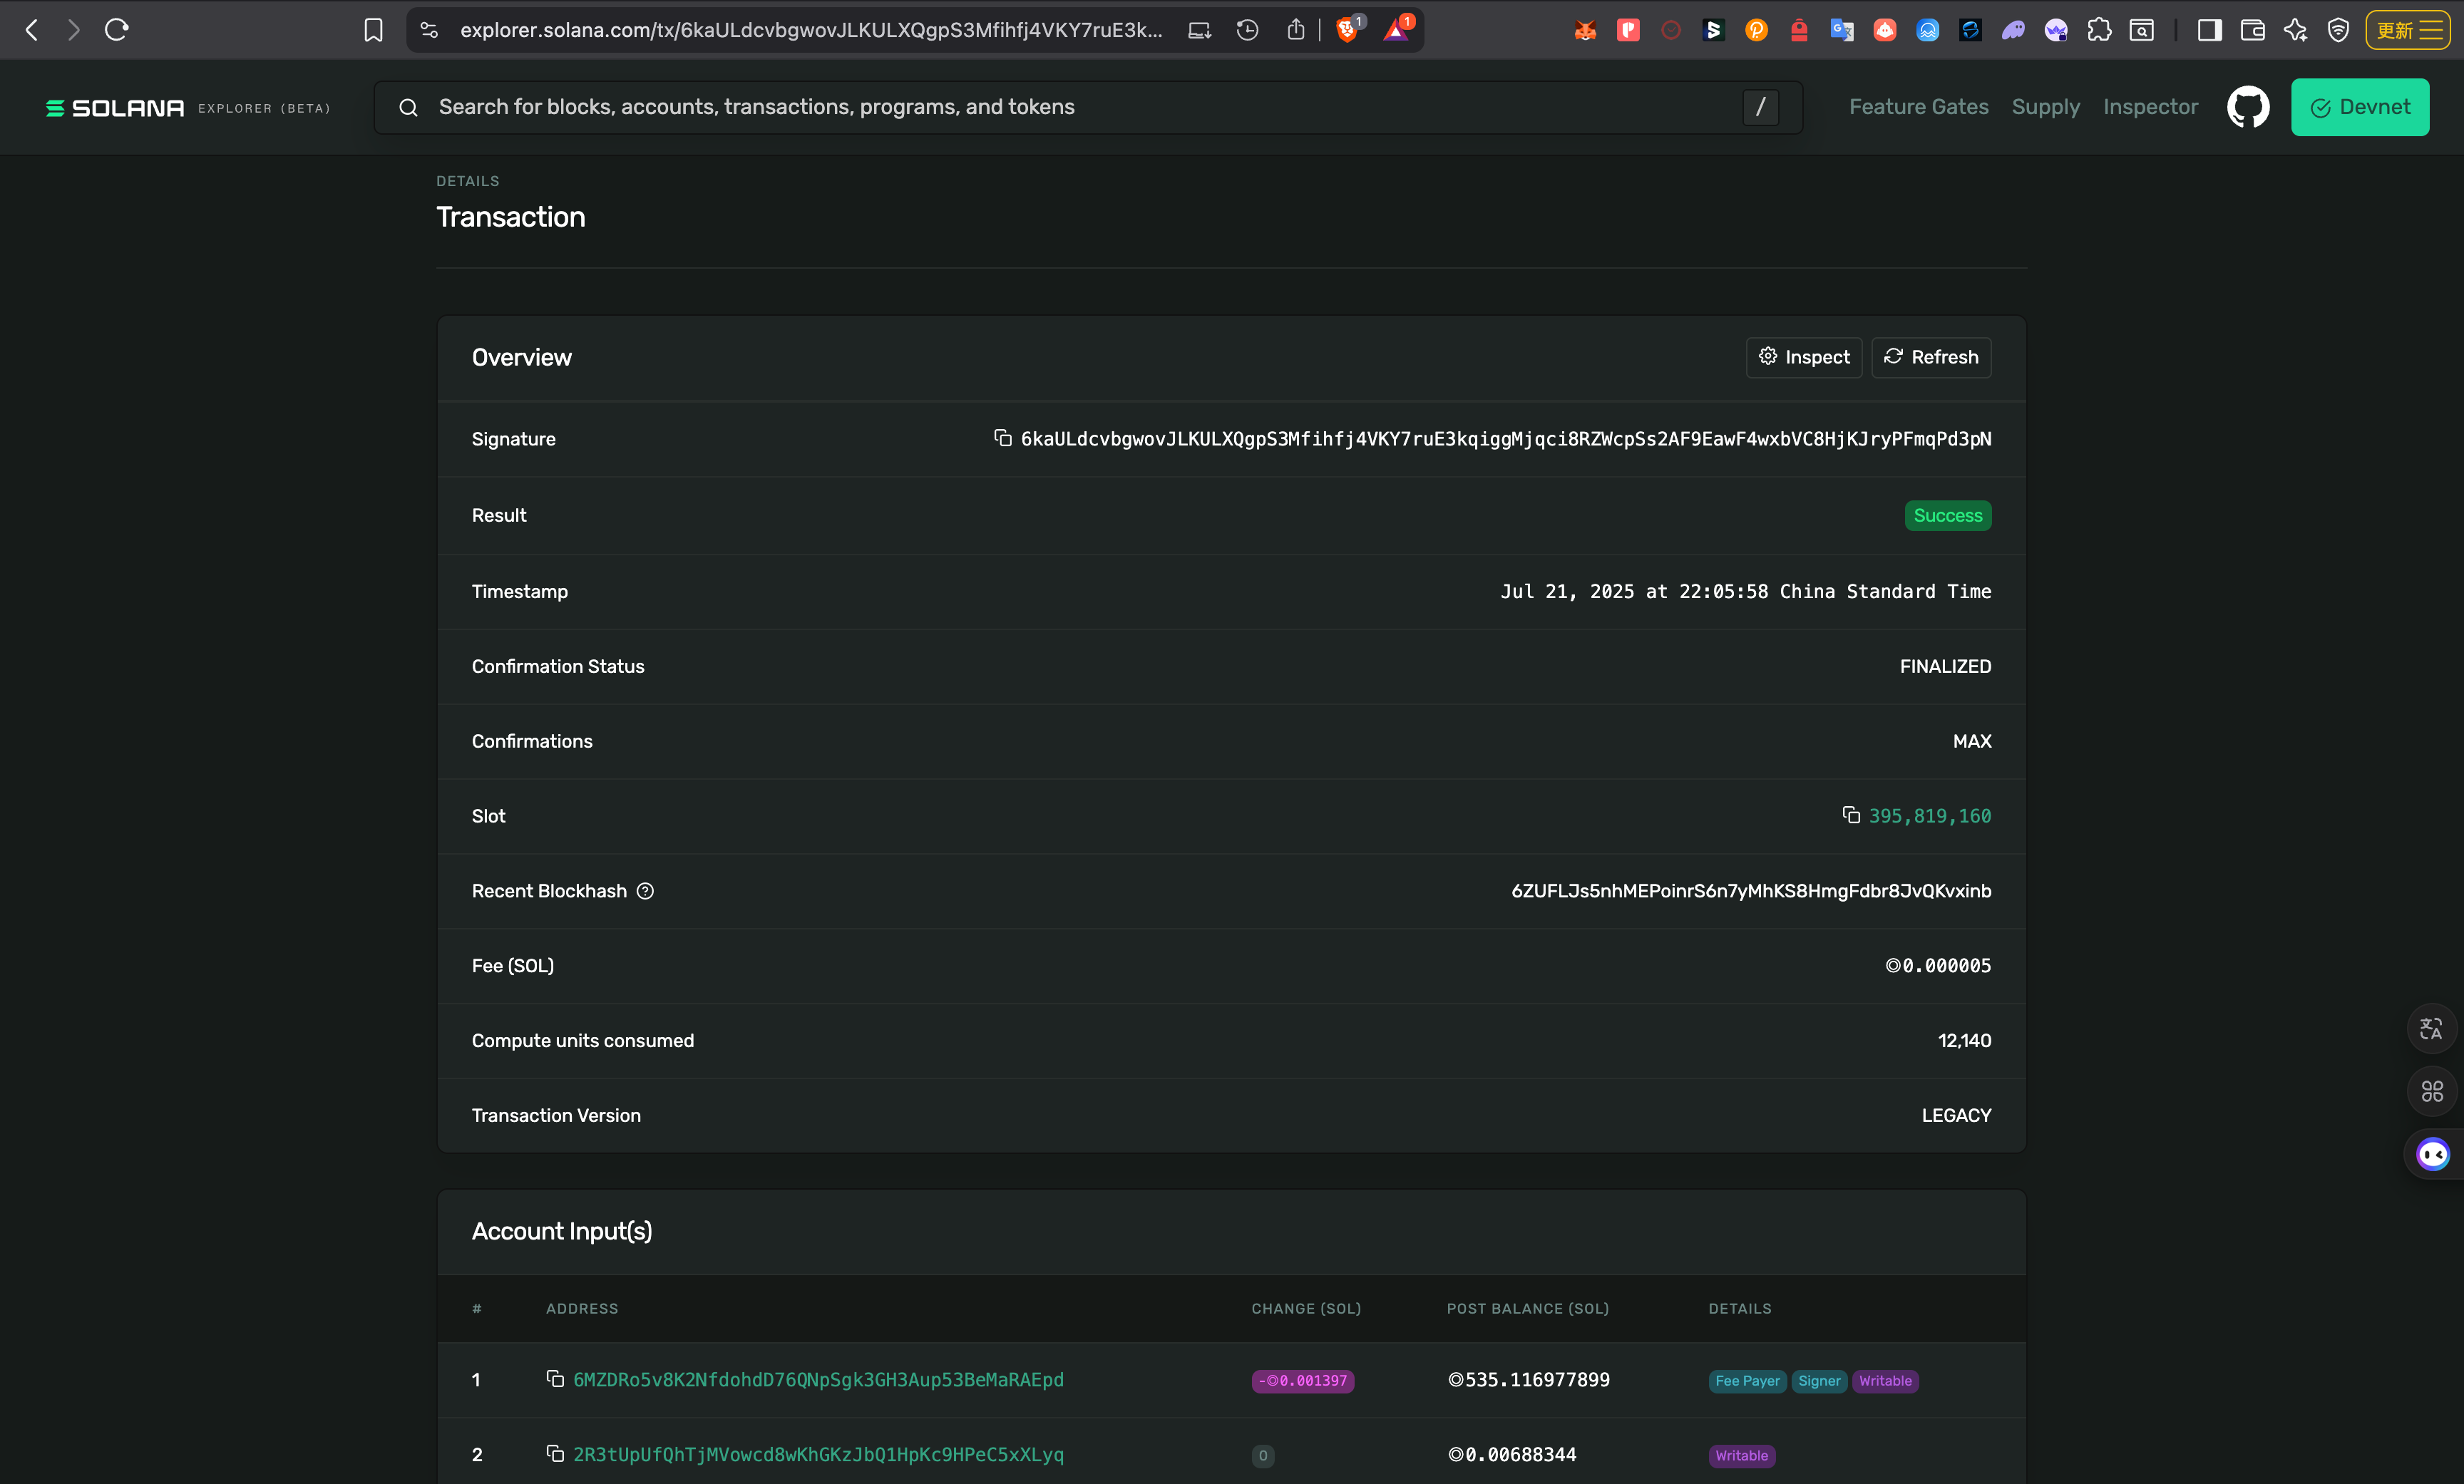 explorer.solana.com/tx/6kaULdcvbgwovJLKULXQgpS3Mfihfj4VKY7ruE3k...
1
1
更新
SOLANA EXPLORER (BETA)
Search for blocks, accounts, transactions, programs, and tokens
/
Feature Gates
Supply
Inspector
Devnet
DETAILS
Transaction
Overview
Inspect
Refresh
Signature 6kaULdcvbgwovJLKULXQgpS3Mfihfj4VKY7ruE3kqiggMjqci8RZWcpSs2AF9EawF4wxbVC8HjKJryPFmqPd3pN
Result Success
Timestamp Jul 21, 2025 at 22:05:58 China Standard Time
Confirmation Status FINALIZED
Confirmations MAX
Slot 395,819,160
Recent Blockhash 6ZUFLJs5nhMEPoinrS6n7yMhKS8HmgFdbr8JvQKvxinb
Fee (SOL) ◎0.000005
Compute units consumed 12,140
Transaction Version LEGACY
Account Input(s)
# ADDRESS CHANGE (SOL) POST BALANCE (SOL) DETAILS
1 6MZDRo5v8K2NfdohdD76QNpSgk3GH3Aup53BeMaRAEpd -◎0.001397 ◎535.116977899 Fee Payer Signer Writable
2 2R3tUpUfQhTjMVowcd8wKhGKzJbQ1HpKc9HPeC5xXLyq 0 ◎0.00688344 Writable